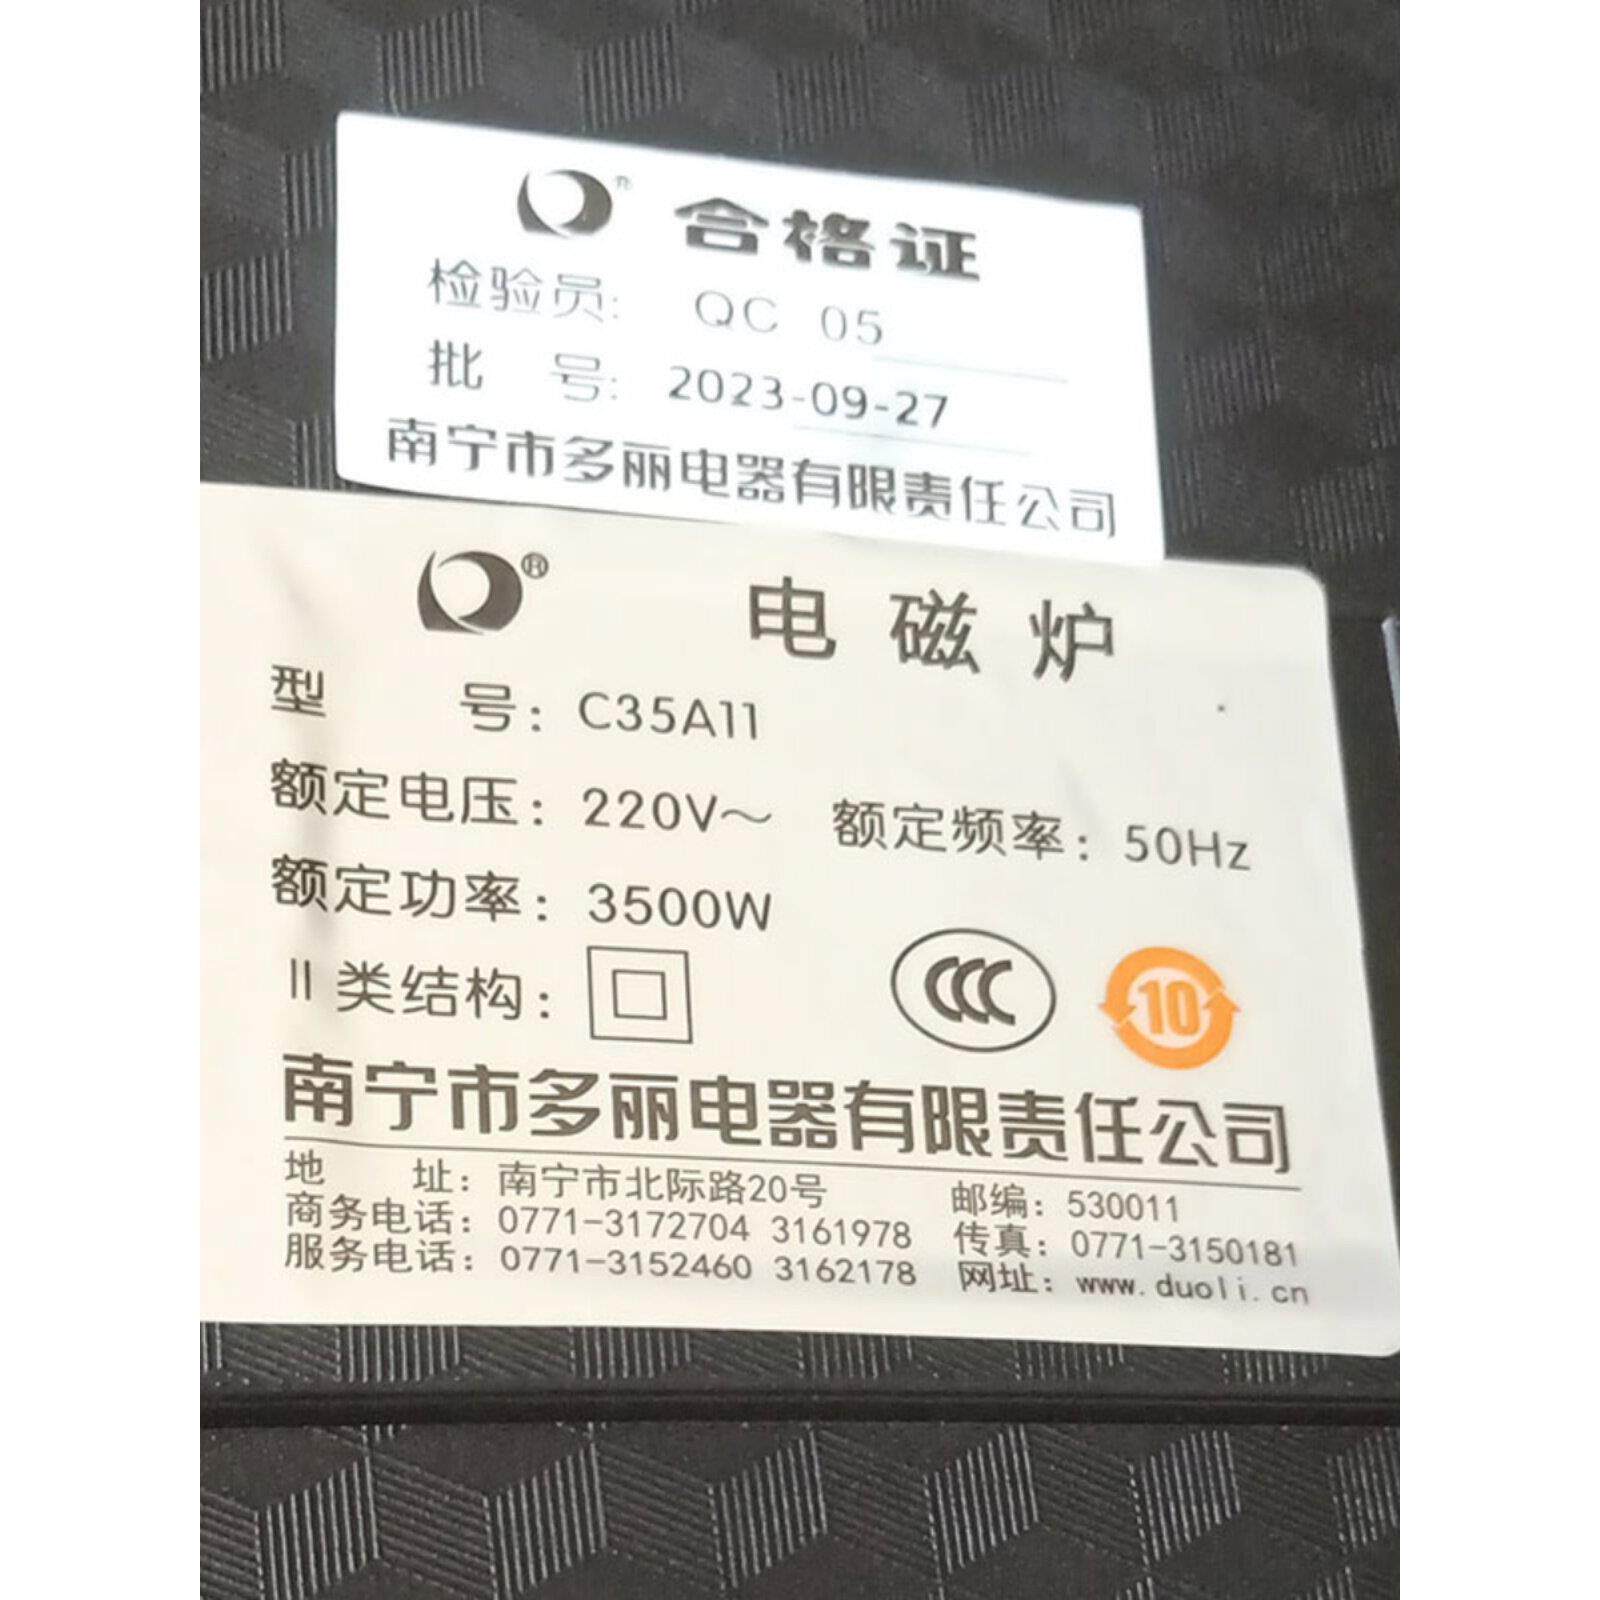 合格证
检验员: QC 05
批 号: 2023-09-27
南宁市多丽电器有限责任公司
® 电磁炉
型 号: C35A11
额定电压: 220V～ 额定频率: 50Hz
额定功率: 3500W
II类结构:
CCC 10
南宁市多丽电器有限责任公司
地 址: 南宁市北际路20号 邮编: 530011
商务电话: 0771-3172704 3161978 传真: 0771-3150181
服务电话: 0771-3152460 3162178 网址: www.duoli.cn